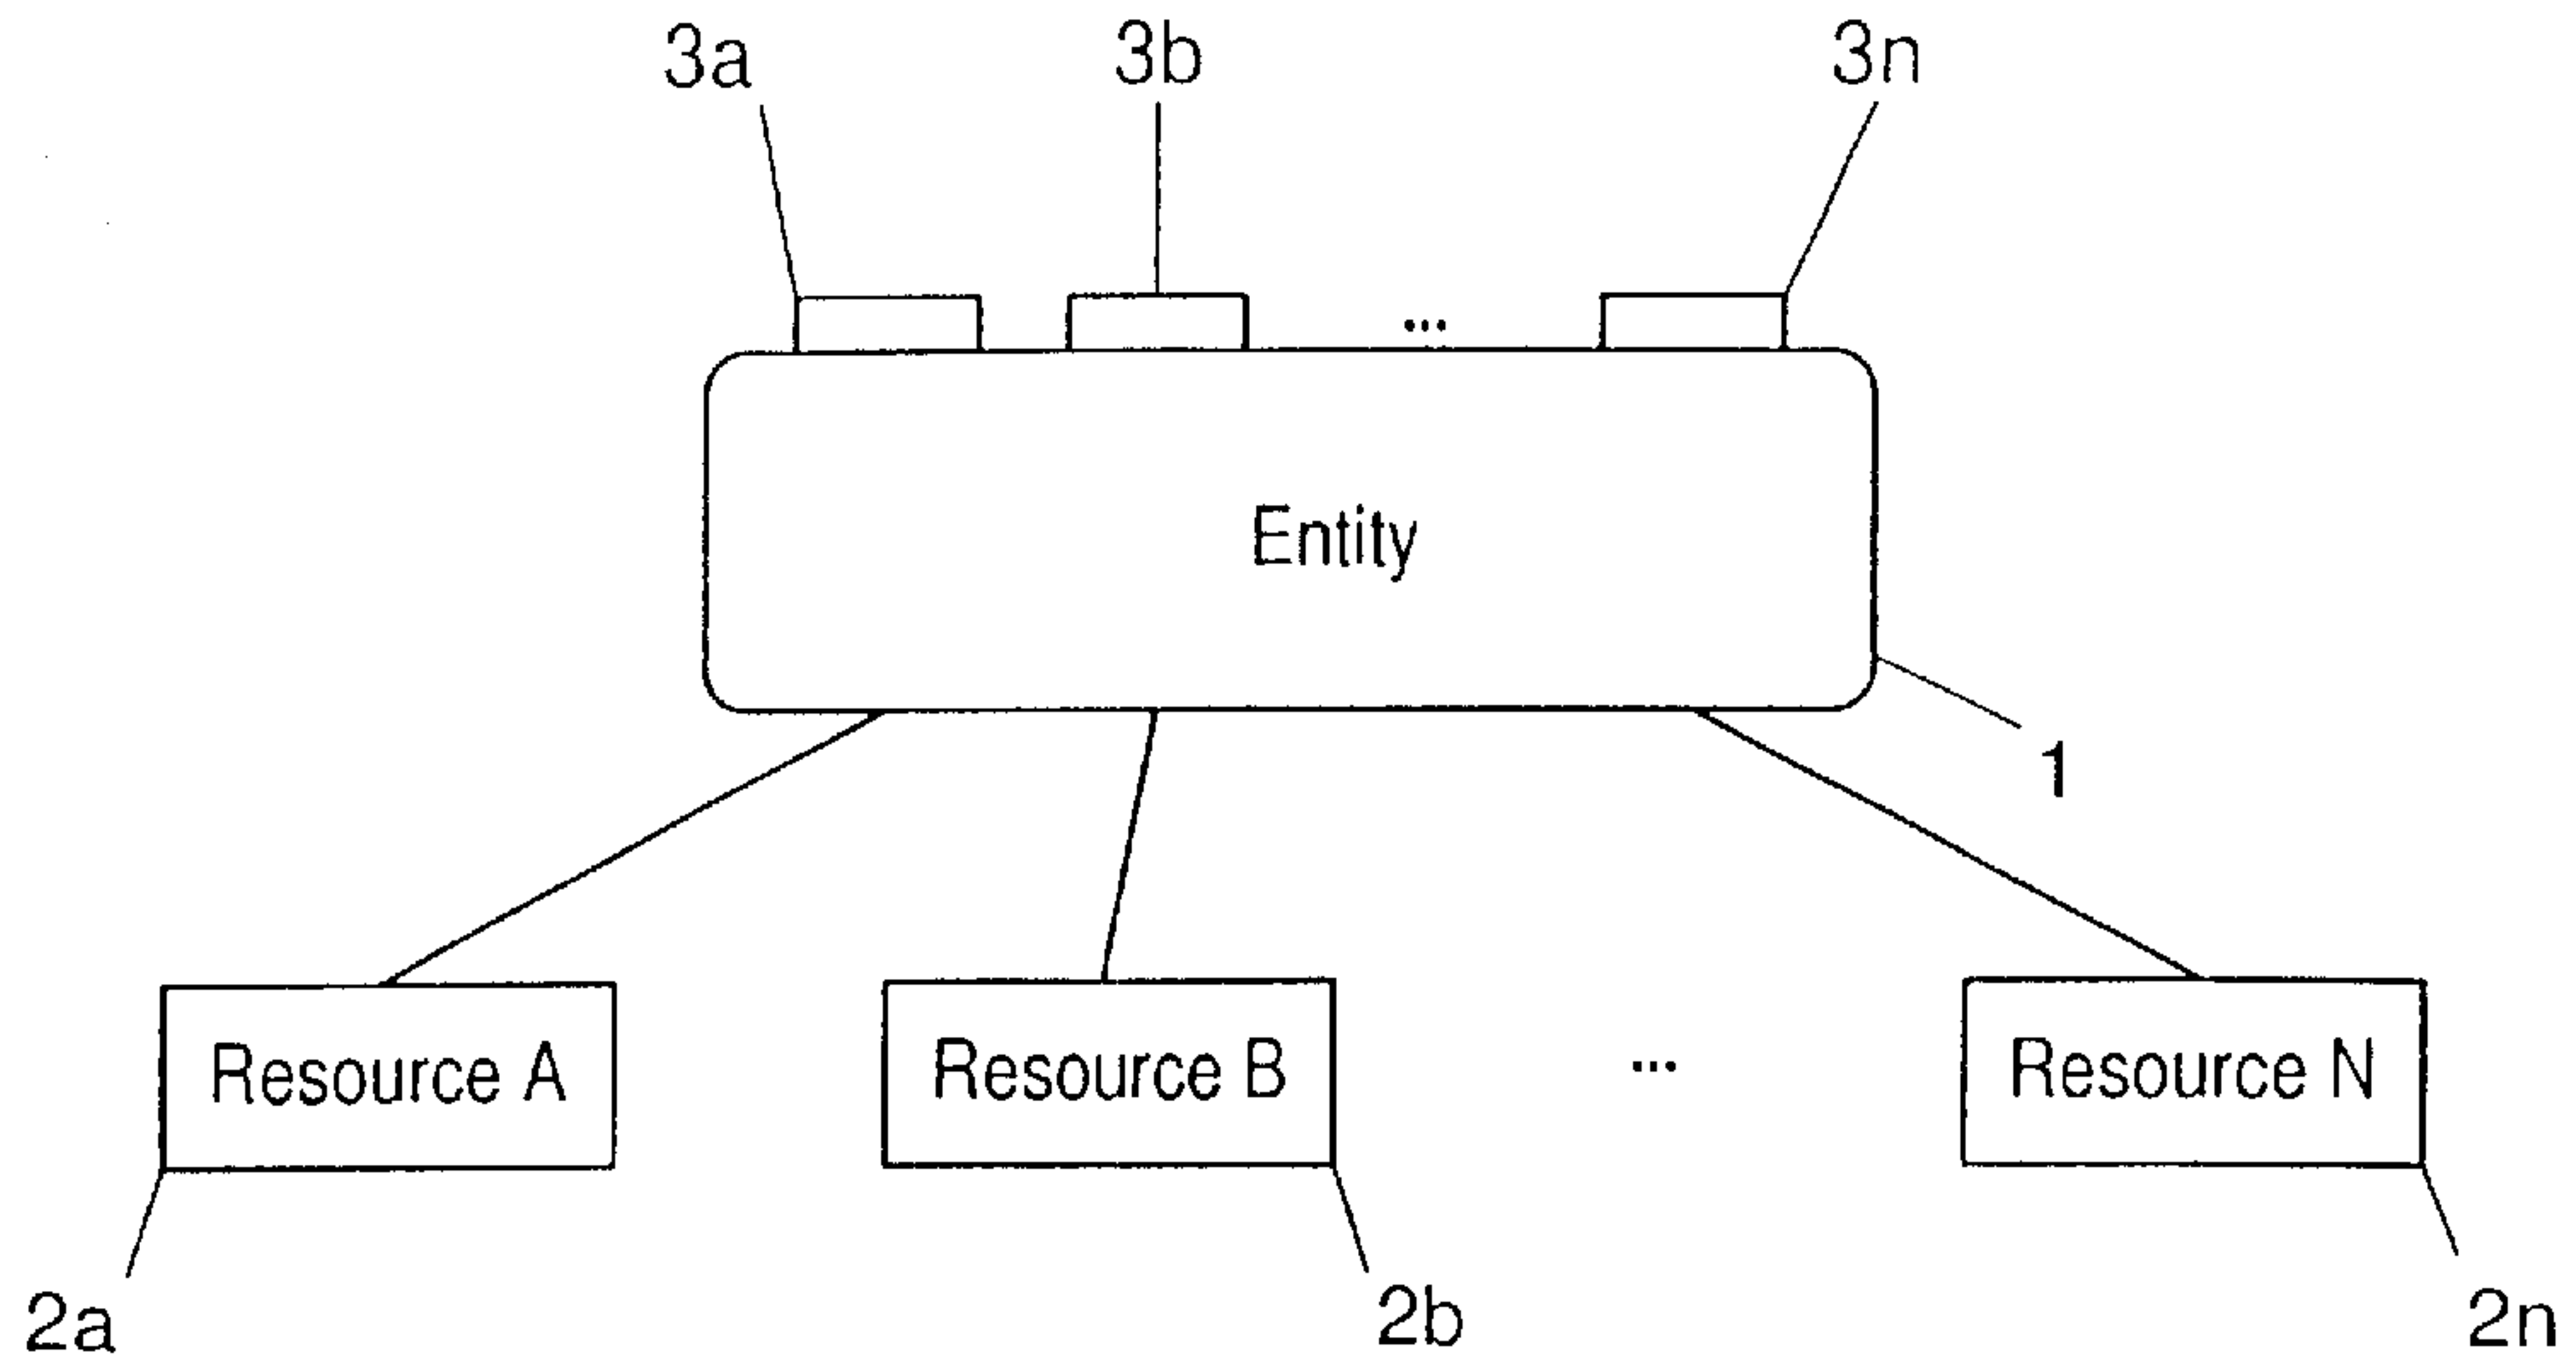 3a 3b 3n
...
Entity
1
Resource A Resource B ... Resource N
2a 2b 2n